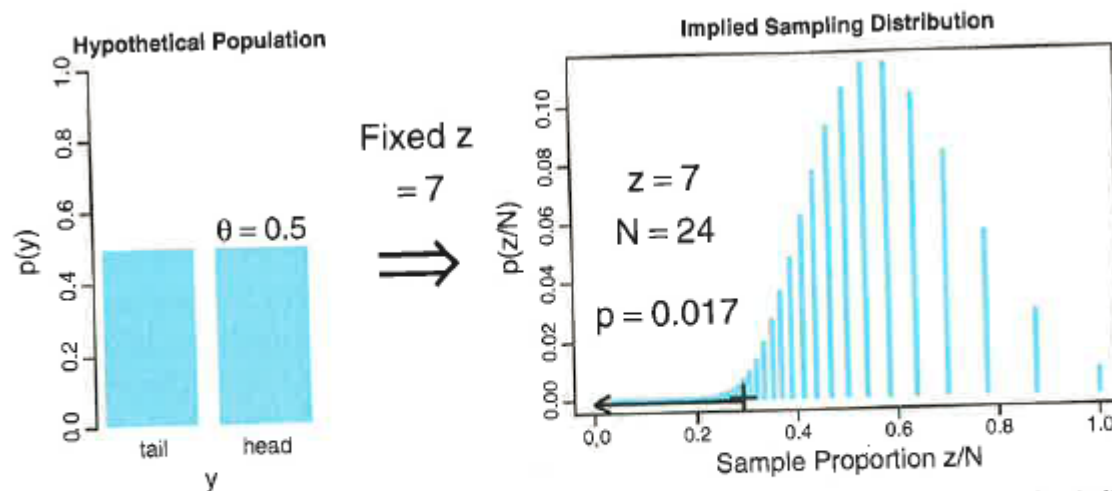 Hypothetical Population
p(y)
1.0
0.8
0.6
0.4
0.2
0.0
θ = 0.5
tail
head
y
Fixed z
= 7
Implied Sampling Distribution
p(z/N)
0.10
0.08
0.06
0.04
0.02
0.00
z = 7
N = 24
p = 0.017
0.0
0.2
0.4
0.6
0.8
1.0
Sample Proportion z/N